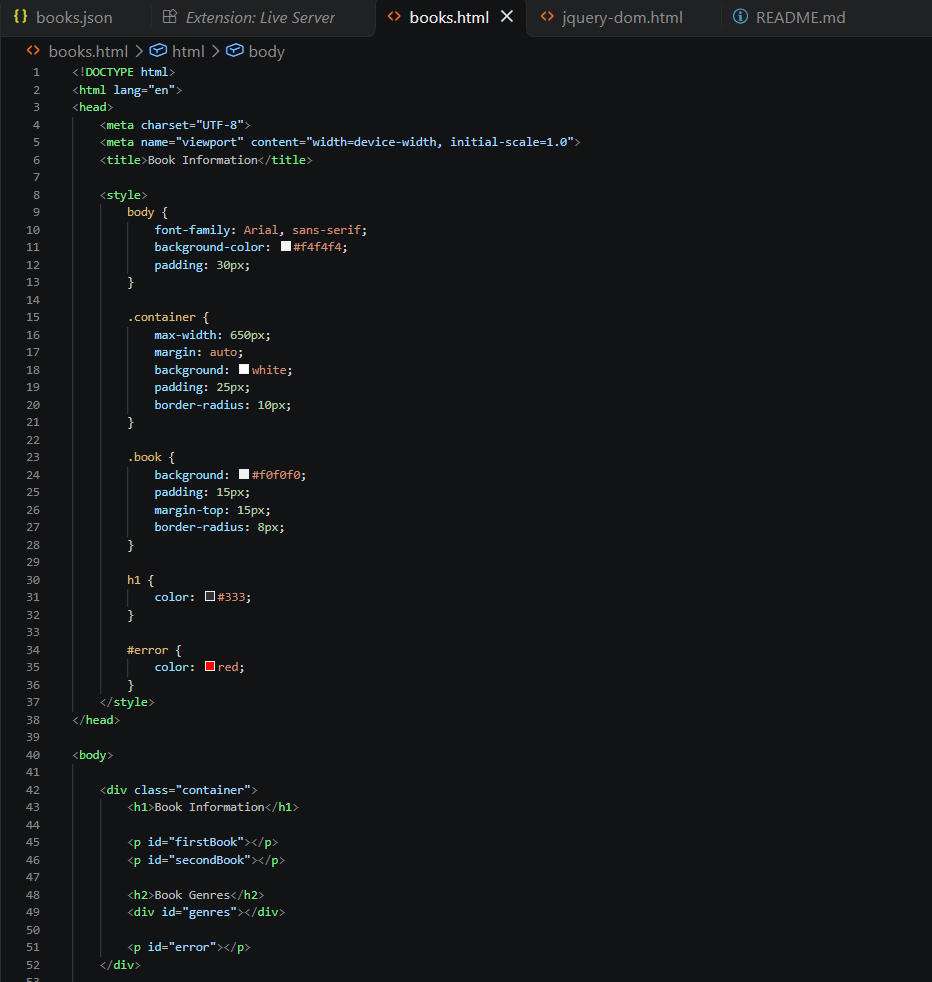 books.json Extension: Live Server books.html jquery-dom.html README.md
books.html > html > body
1 <!DOCTYPE html>
2 <html lang="en">
3 <head>
4 <meta charset="UTF-8">
5 <meta name="viewport" content="width=device-width, initial-scale=1.0">
6 <title>Book Information</title>
7
8 <style>
9 body {
10 font-family: Arial, sans-serif;
11 background-color: #f4f4f4;
12 padding: 30px;
13 }
14
15 .container {
16 max-width: 650px;
17 margin: auto;
18 background: white;
19 padding: 25px;
20 border-radius: 10px;
21 }
22
23 .book {
24 background: #f0f0f0;
25 padding: 15px;
26 margin-top: 15px;
27 border-radius: 8px;
28 }
29
30 h1 {
31 color: #333;
32 }
33
34 #error {
35 color: red;
36 }
37 </style>
38 </head>
39
40 <body>
41
42 <div class="container">
43 <h1>Book Information</h1>
44
45 <p id="firstBook"></p>
46 <p id="secondBook"></p>
47
48 <h2>Book Genres</h2>
49 <div id="genres"></div>
50
51 <p id="error"></p>
52 </div>
53